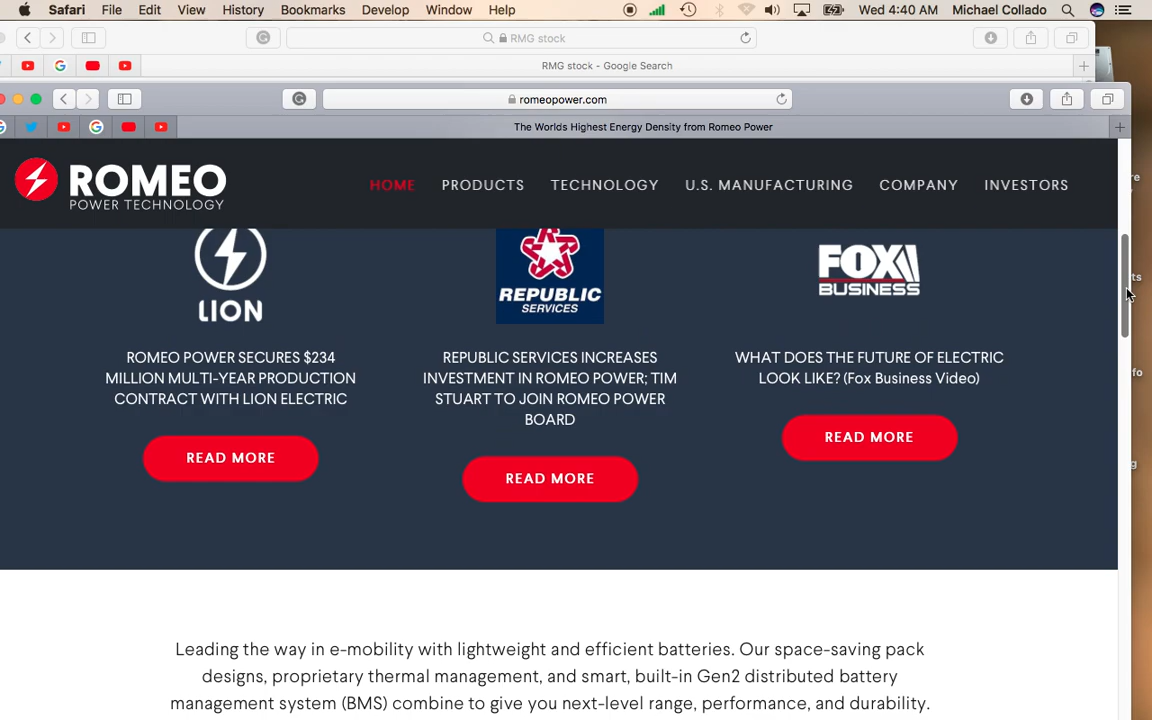 Safari File Edit View History Bookmarks Develop Window Help Wed 4:40 AM Michael Collado
RMG stock
RMG stock - Google Search
romeopower.com
The Worlds Highest Energy Density from Romeo Power
ROMEO
POWER TECHNOLOGY
HOME PRODUCTS TECHNOLOGY U.S. MANUFACTURING COMPANY INVESTORS
LION
REPUBLIC
SERVICES
FOX
BUSINESS
ROMEO POWER SECURES $234
MILLION MULTI-YEAR PRODUCTION
CONTRACT WITH LION ELECTRIC
READ MORE
REPUBLIC SERVICES INCREASES
INVESTMENT IN ROMEO POWER; TIM
STUART TO JOIN ROMEO POWER
BOARD
READ MORE
WHAT DOES THE FUTURE OF ELECTRIC
LOOK LIKE? (Fox Business Video)
READ MORE
Leading the way in e-mobility with lightweight and efficient batteries. Our space-saving pack
designs, proprietary thermal management, and smart, built-in Gen2 distributed battery
management system (BMS) combine to give you next-level range, performance, and durability.